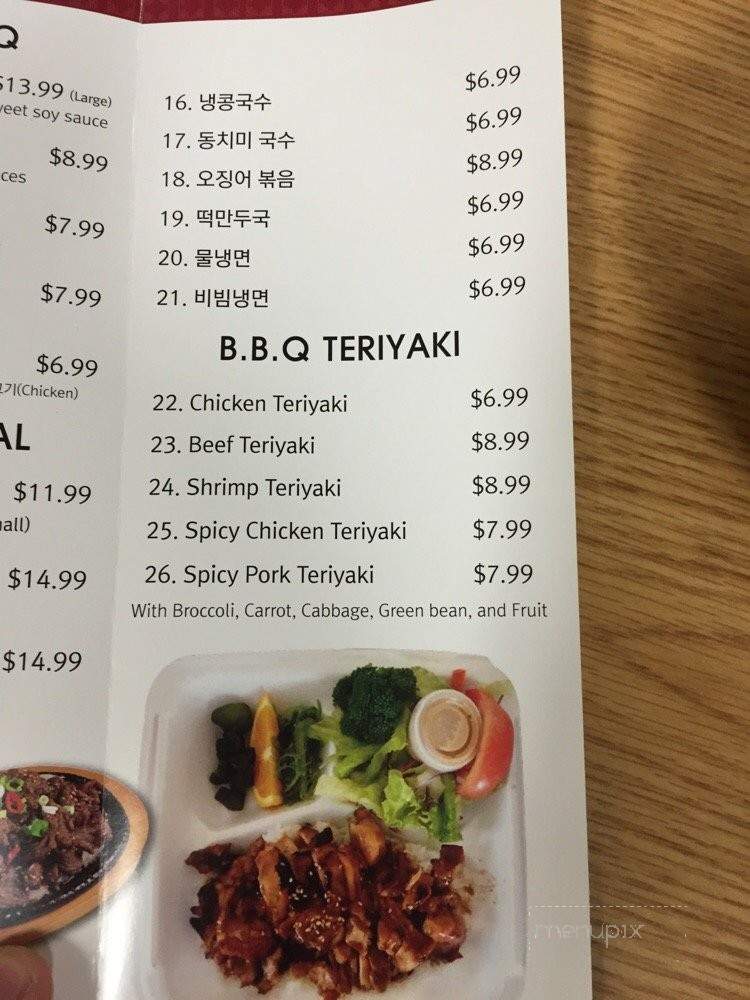 Q
$13.99 (Large)
sweet soy sauce
$8.99
$7.99
$7.99
$6.99
(Chicken)
AL
$11.99
$14.99
$14.99
16. 냉콩국수 $6.99
17. 동치미 국수 $6.99
18. 오징어 볶음 $8.99
19. 떡만두국 $6.99
20. 물냉면 $6.99
21. 비빔냉면 $6.99
B.B.Q TERIYAKI
22. Chicken Teriyaki $6.99
23. Beef Teriyaki $8.99
24. Shrimp Teriyaki $8.99
25. Spicy Chicken Teriyaki $7.99
26. Spicy Pork Teriyaki $7.99
With Broccoli, Carrot, Cabbage, Green bean, and Fruit
menupix